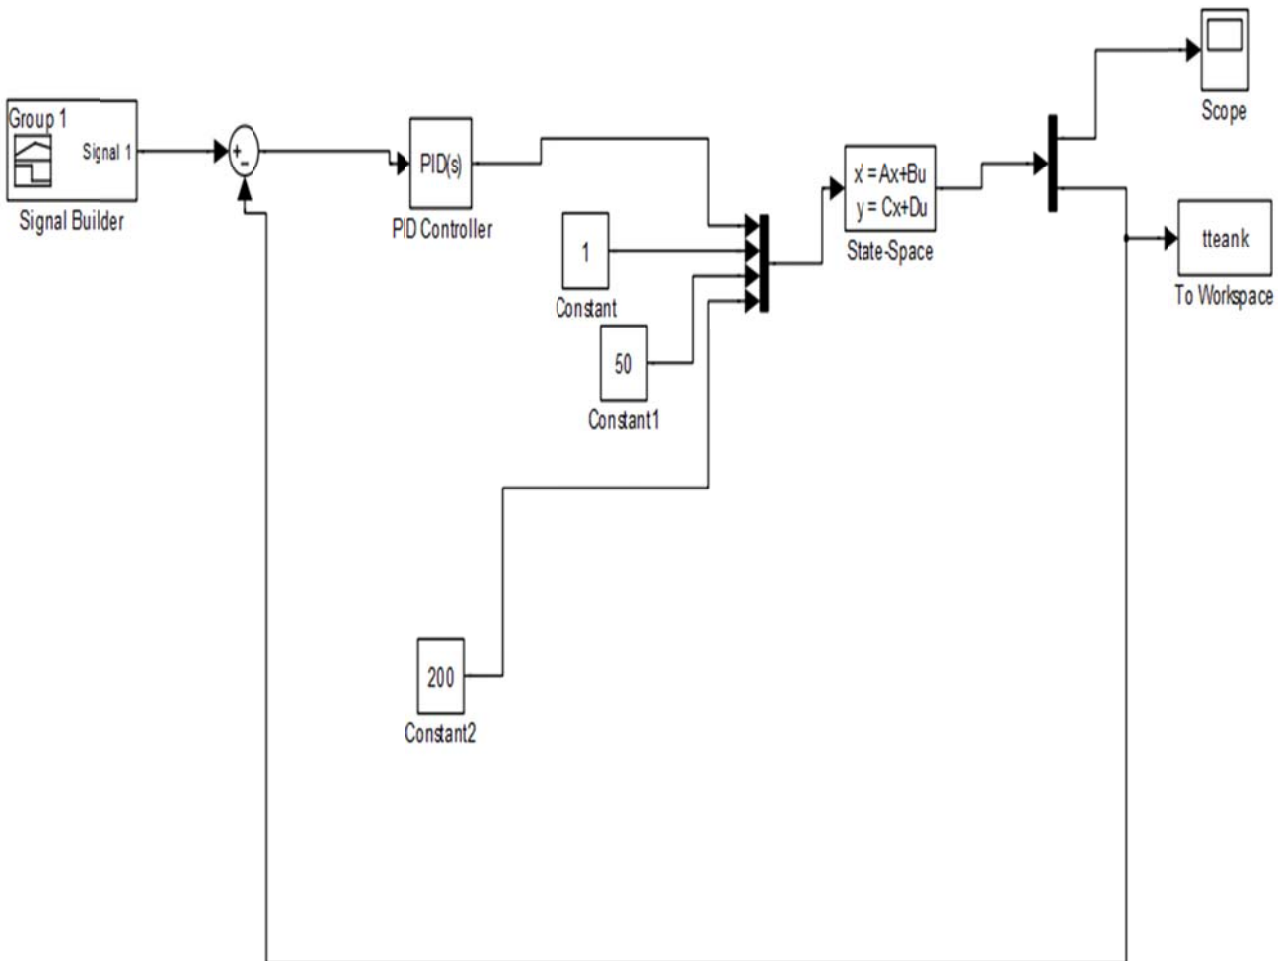 Group 1
Signal 1
Signal Builder
+
−
PID(s)
PID Controller
1
Constant
50
Constant1
200
Constant2
x' = Ax+Bu
y = Cx+Du
State-Space
Scope
tteank
To Workspace